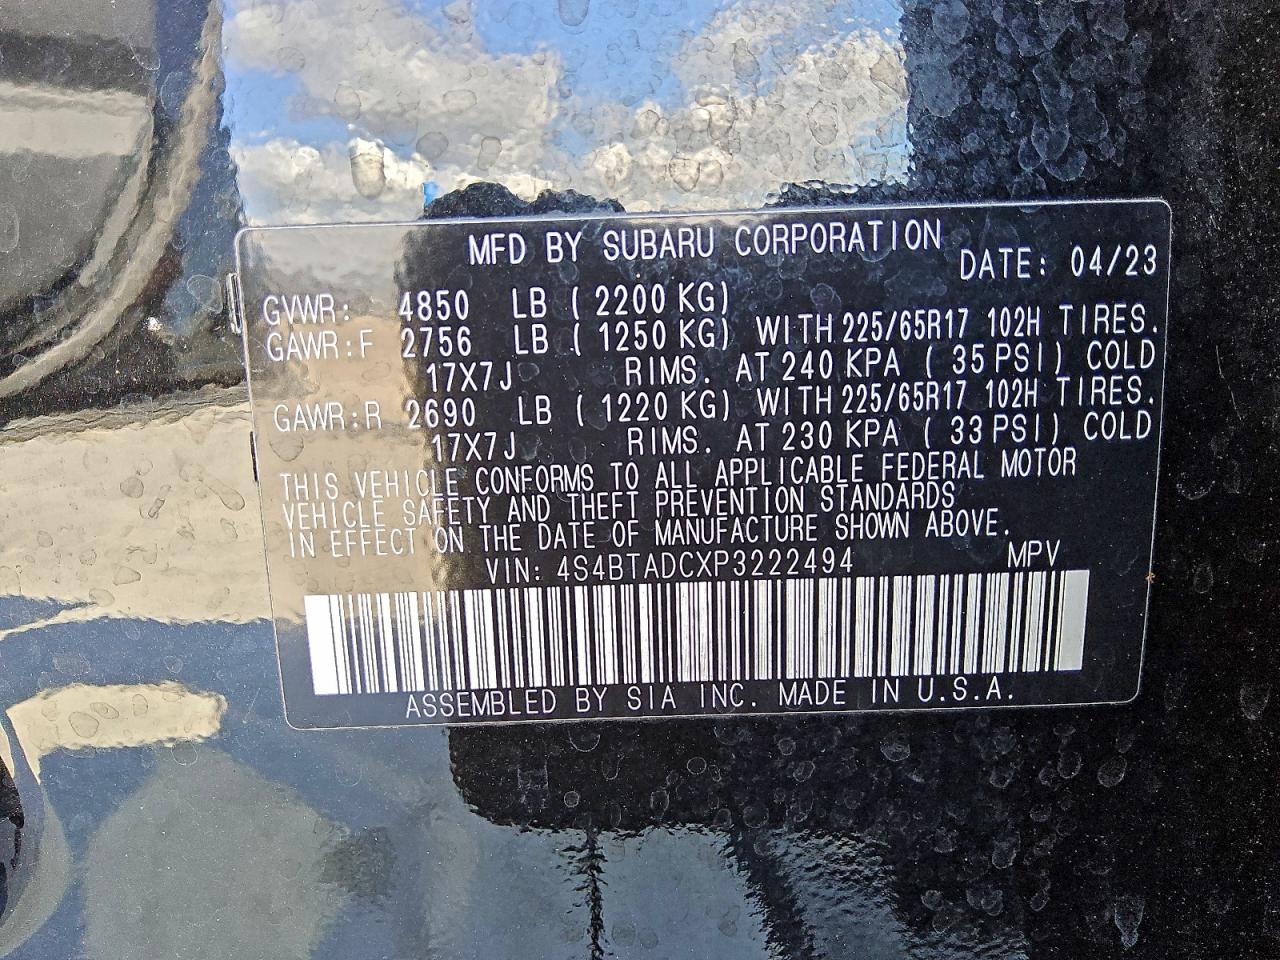 MFD BY SUBARU CORPORATION
DATE: 04/23
GVWR: 4850 LB ( 2200 KG)
GAWR:F 2756 LB ( 1250 KG) WITH 225/65R17 102H TIRES.
17X7J RIMS. AT 240 KPA ( 35 PSI) COLD
GAWR:R 2690 LB ( 1220 KG) WITH 225/65R17 102H TIRES.
17X7J RIMS. AT 230 KPA ( 33 PSI) COLD
THIS VEHICLE CONFORMS TO ALL APPLICABLE FEDERAL MOTOR
VEHICLE SAFETY AND THEFT PREVENTION STANDARDS
IN EFFECT ON THE DATE OF MANUFACTURE SHOWN ABOVE.
VIN: 4S4BTADCXP3222494 MPV
ASSEMBLED BY SIA INC. MADE IN U.S.A.